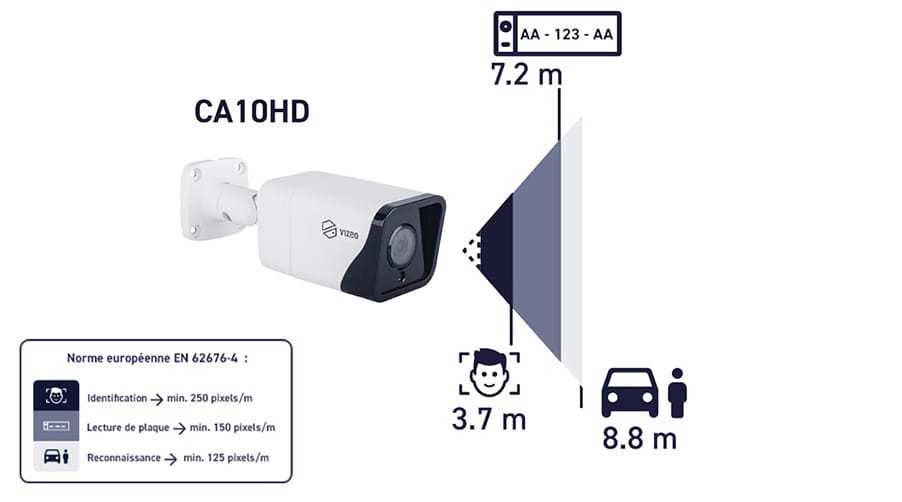 AA - 123 - AA
7.2 m
CA10HD
VIZEO
3.7 m
8.8 m
Norme européenne EN 62676-4 :
Identification → min. 250 pixels/m
Lecture de plaque → min. 150 pixels/m
Reconnaissance → min. 125 pixels/m